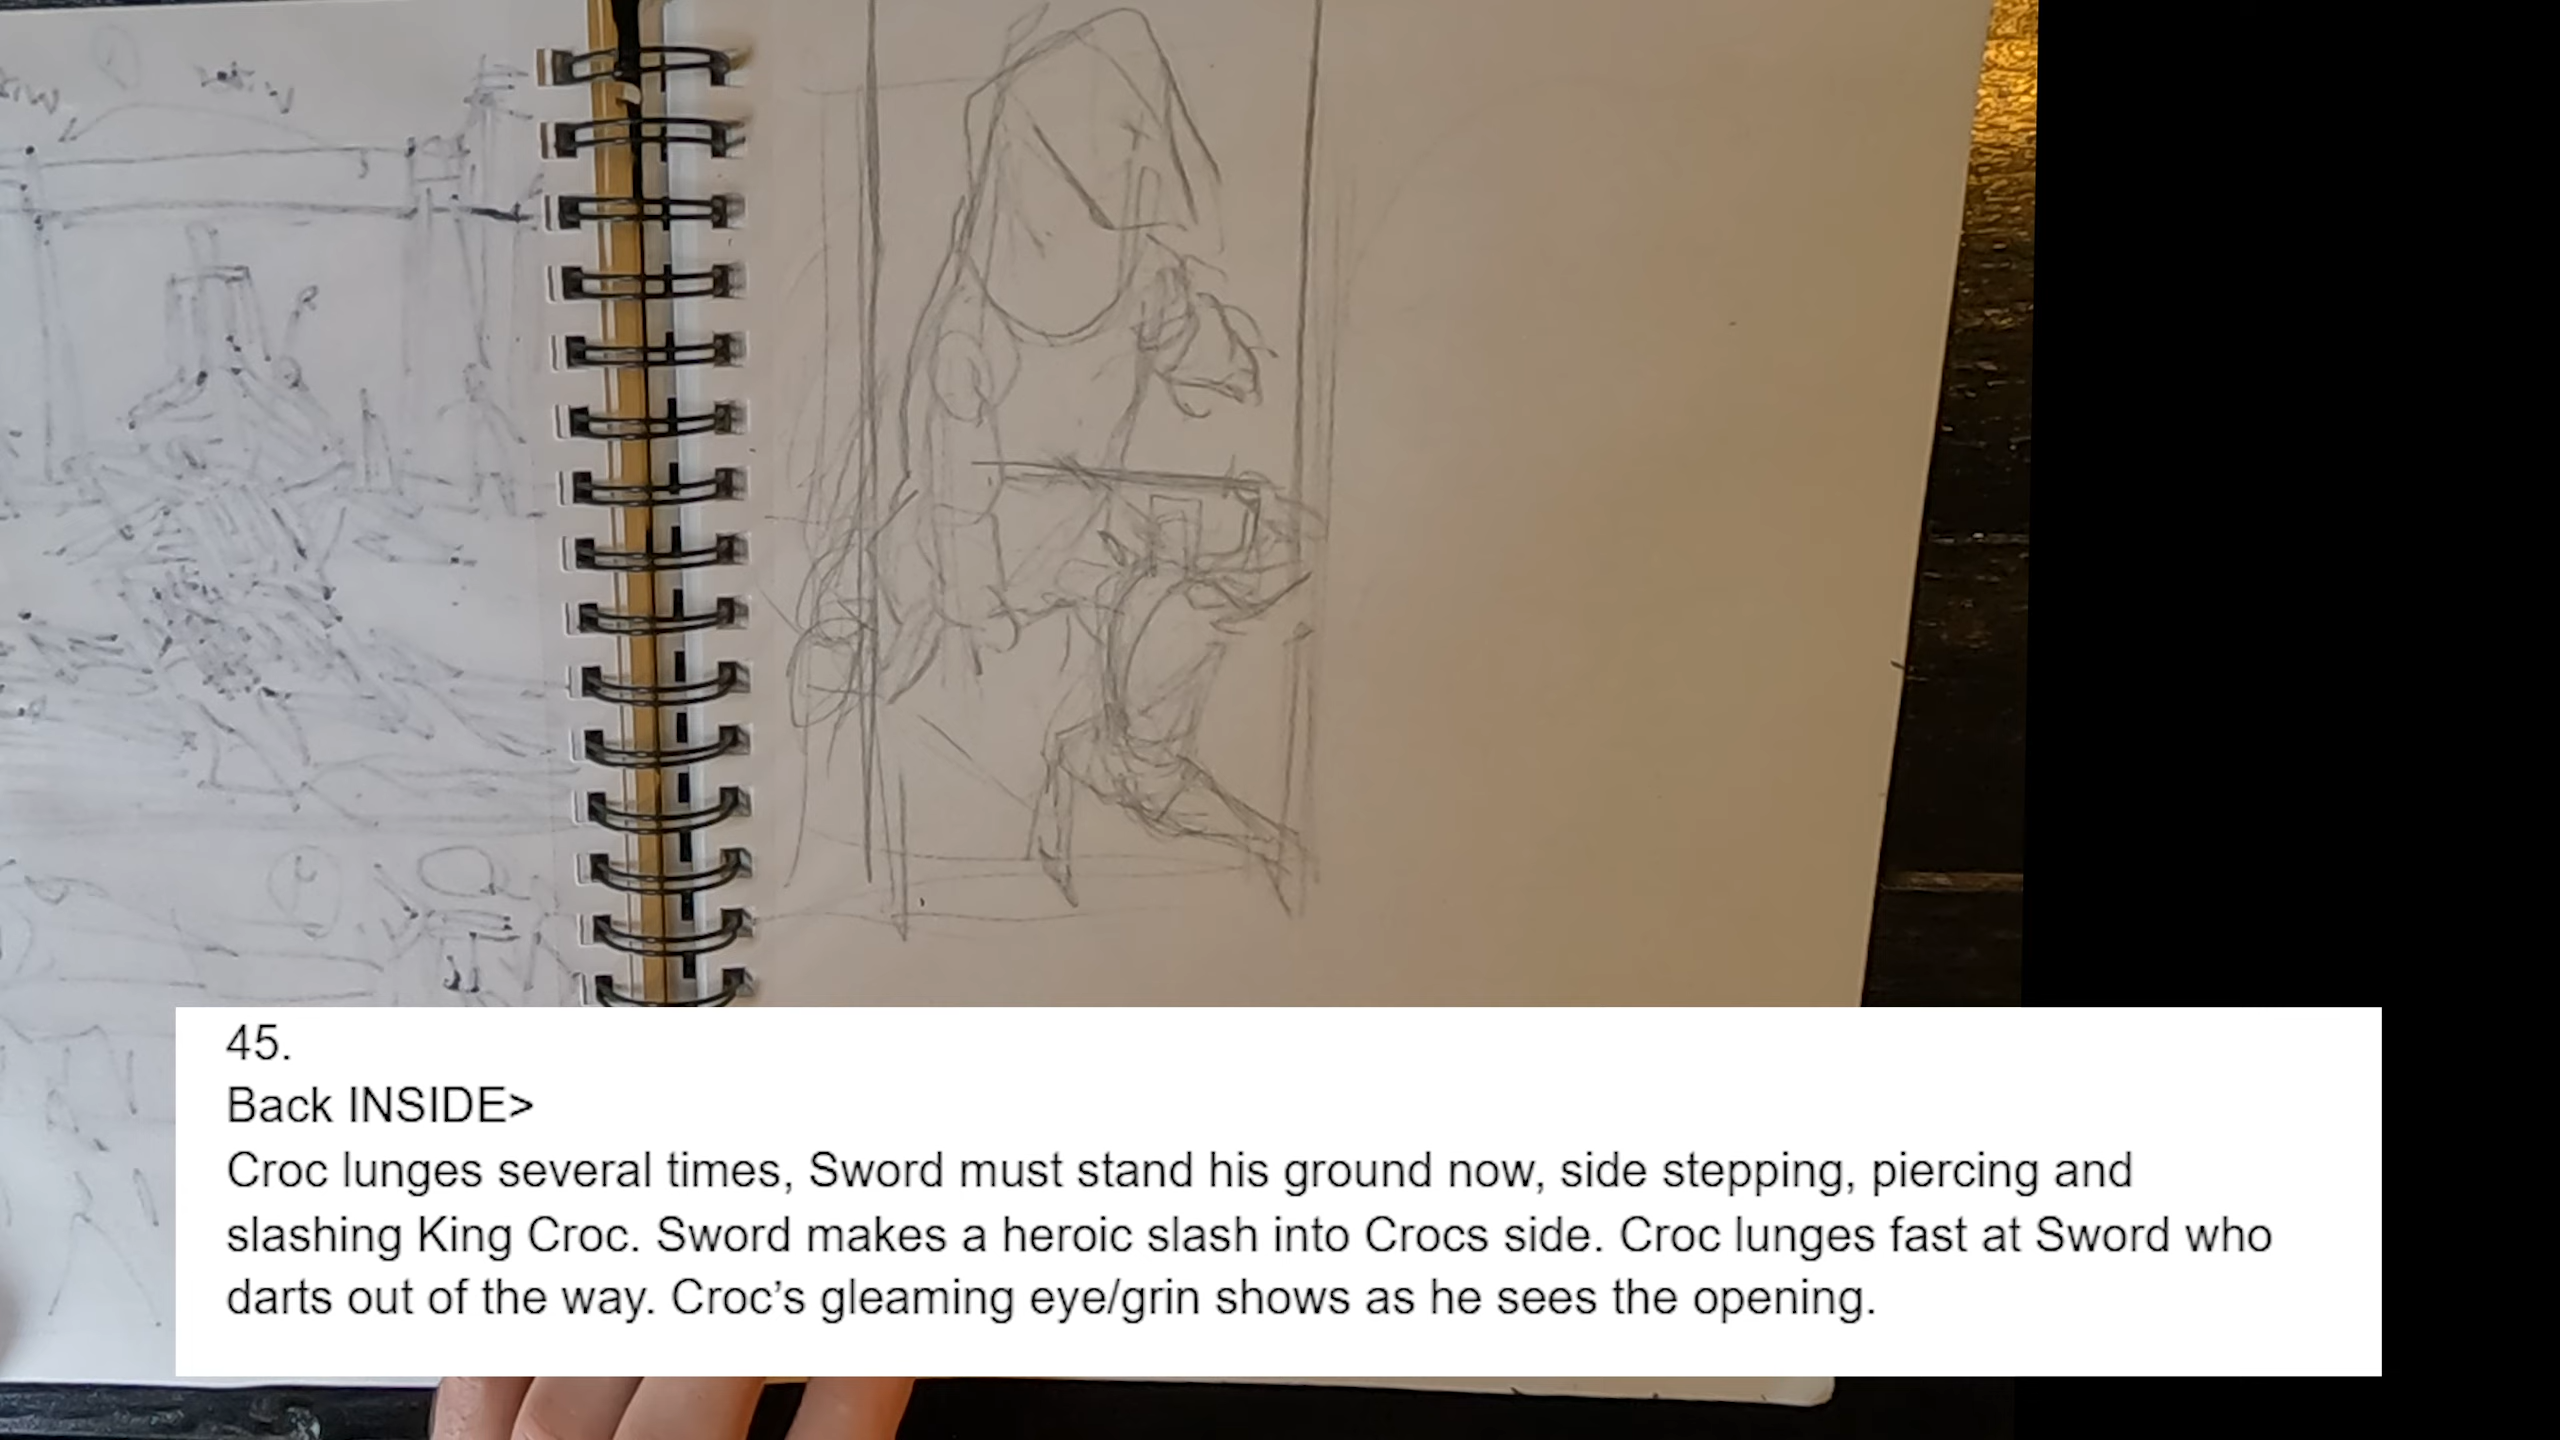 45.
Back INSIDE>
Croc lunges several times, Sword must stand his ground now, side stepping, piercing and
slashing King Croc. Sword makes a heroic slash into Crocs side. Croc lunges fast at Sword who
darts out of the way. Croc’s gleaming eye/grin shows as he sees the opening.